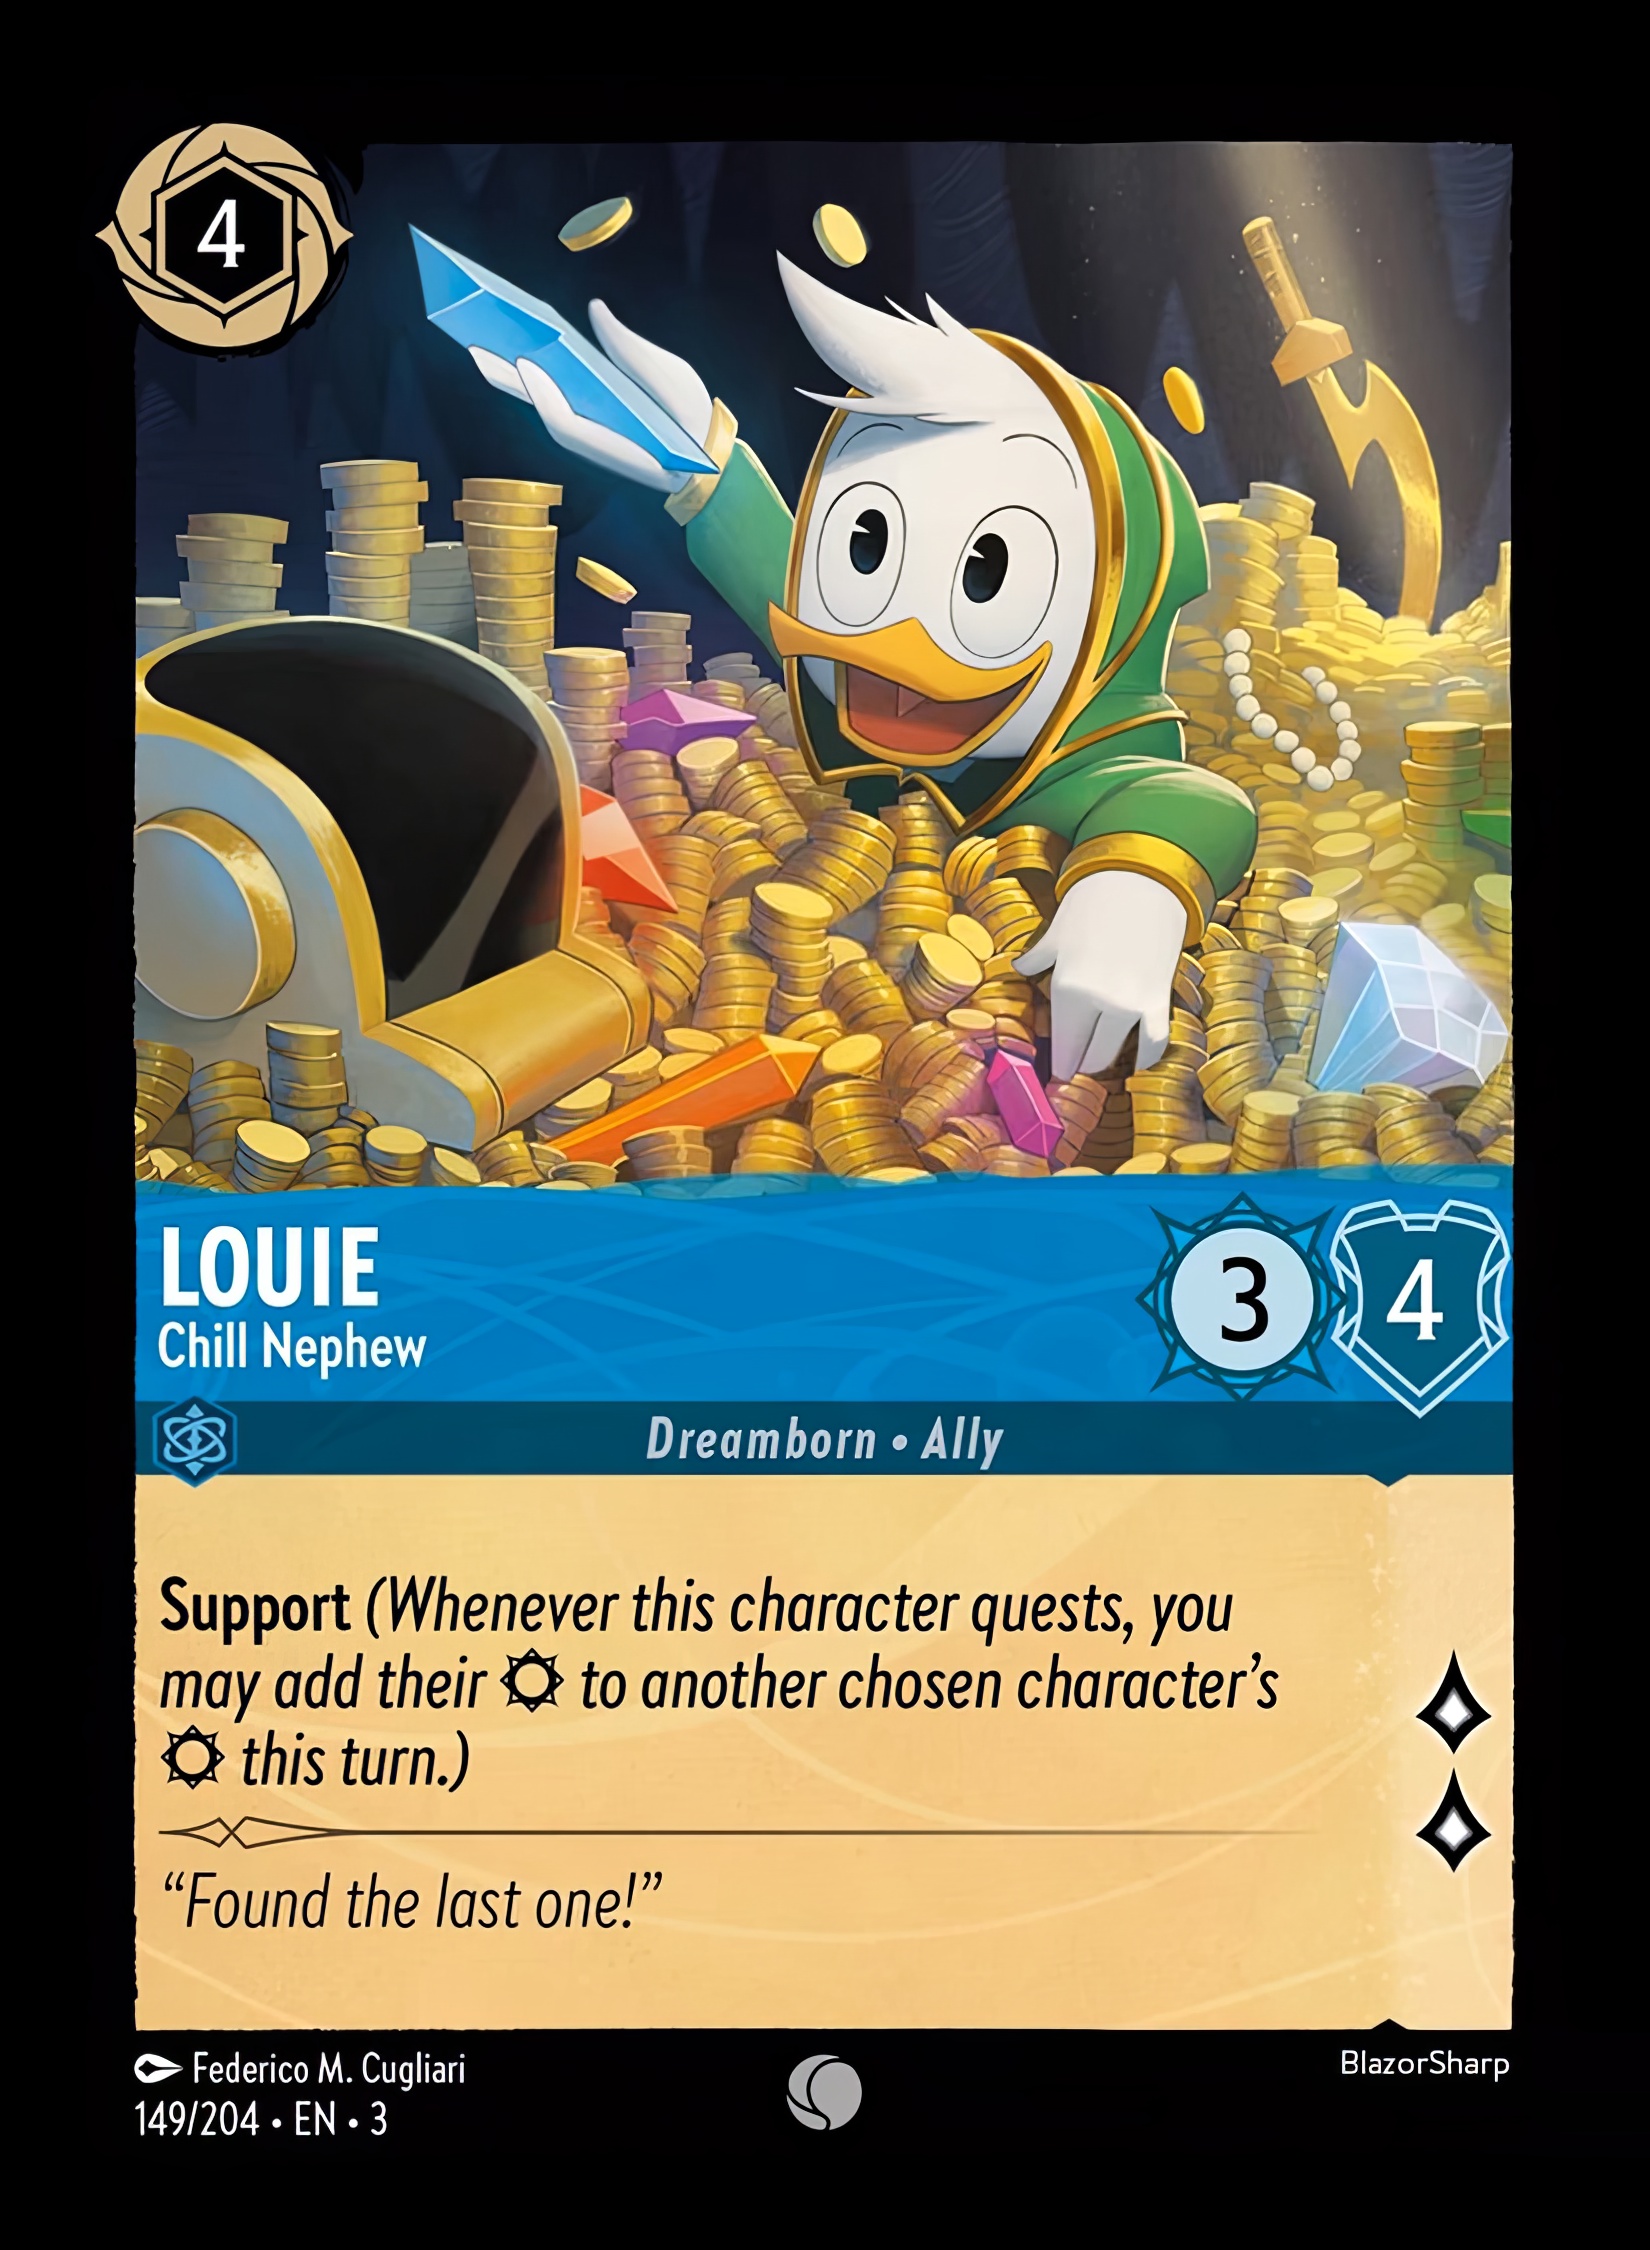 4
LOUIE
Chill Nephew
3
4
Dreamborn • Ally
Support (Whenever this character quests, you
may add their to another chosen character’s
this turn.)
“Found the last one!”
Federico M. Cugliari
149/204 • EN • 3
BlazorSharp